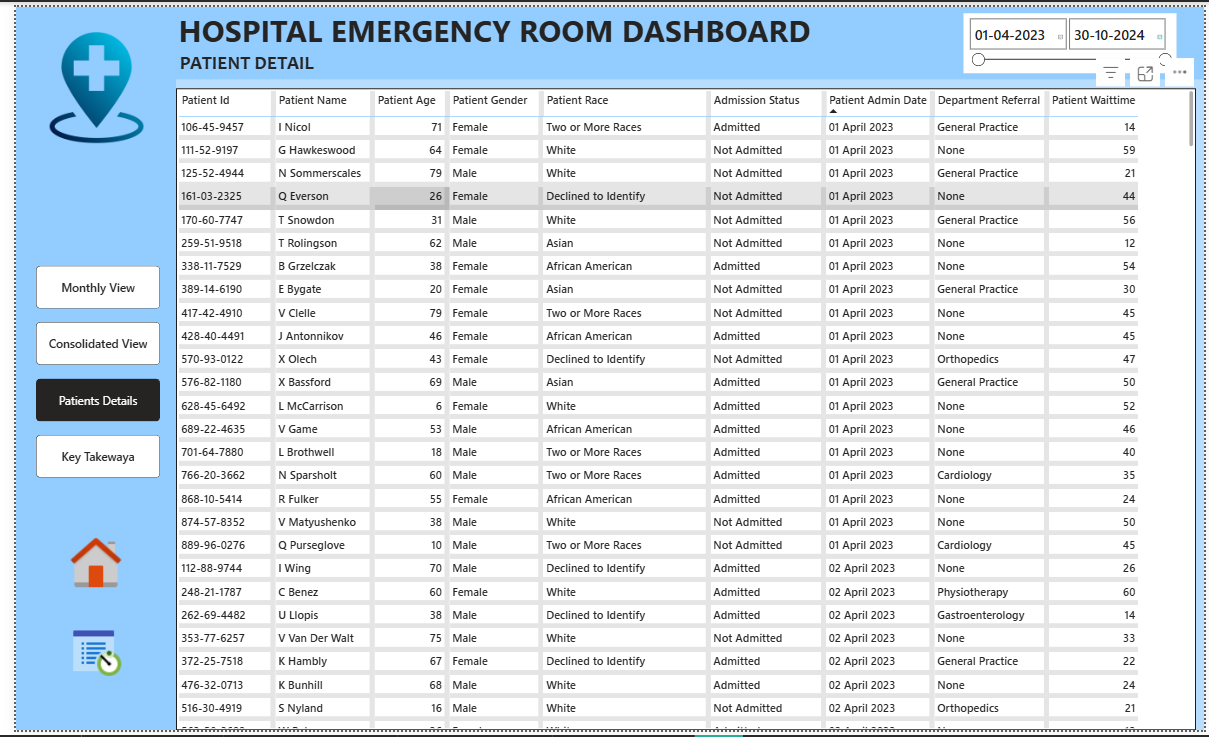 HOSPITAL EMERGENCY ROOM DASHBOARD
PATIENT DETAIL
01-04-2023 30-10-2024
Patient Id Patient Name Patient Age Patient Gender Patient Race Admission Status Patient Admin Date Department Referral Patient Waittime
106-45-9457 I Nicol 71 Female Two or More Races Admitted 01 April 2023 General Practice 14
111-52-9197 G Hawkeswood 64 Female White Not Admitted 01 April 2023 None 59
125-52-4944 N Sommerscales 79 Male White Not Admitted 01 April 2023 General Practice 21
161-03-2325 Q Everson 26 Female Declined to Identify Not Admitted 01 April 2023 None 44
170-60-7747 T Snowdon 31 Male White Not Admitted 01 April 2023 General Practice 56
259-51-9518 T Rolingson 62 Male Asian Not Admitted 01 April 2023 None 12
338-11-7529 B Grzelczak 38 Female African American Admitted 01 April 2023 None 54
389-14-6190 E Bygate 20 Female Asian Not Admitted 01 April 2023 General Practice 30
417-42-4910 V Clelle 79 Female Two or More Races Not Admitted 01 April 2023 None 45
428-40-4491 J Antonnikov 46 Female African American Admitted 01 April 2023 None 45
570-93-0122 X Olech 43 Female Declined to Identify Not Admitted 01 April 2023 Orthopedics 47
576-82-1180 X Bassford 69 Male Asian Admitted 01 April 2023 General Practice 50
628-45-6492 L McCarrison 6 Female White Admitted 01 April 2023 None 52
689-22-4635 V Game 53 Male African American Admitted 01 April 2023 None 46
701-64-7880 L Brothwell 18 Male Two or More Races Admitted 01 April 2023 None 40
766-20-3662 N Sparsholt 60 Male Two or More Races Admitted 01 April 2023 Cardiology 35
868-10-5414 R Fulker 55 Female African American Admitted 01 April 2023 None 24
874-57-8352 V Matyushenko 38 Male White Not Admitted 01 April 2023 None 50
889-96-0276 Q Purseglove 10 Male Two or More Races Not Admitted 01 April 2023 Cardiology 45
112-88-9744 I Wing 70 Male Declined to Identify Admitted 02 April 2023 None 26
248-21-1787 C Benez 60 Female White Admitted 02 April 2023 Physiotherapy 60
262-69-4482 U Llopis 38 Male Declined to Identify Admitted 02 April 2023 Gastroenterology 14
353-77-6257 V Van Der Walt 75 Male White Not Admitted 02 April 2023 None 33
372-25-7518 K Hambly 67 Female Declined to Identify Admitted 02 April 2023 General Practice 22
476-32-0713 K Bunhill 68 Male White Admitted 02 April 2023 None 24
516-30-4919 S Nyland 16 Male White Not Admitted 02 April 2023 Orthopedics 21
Monthly View
Consolidated View
Patients Details
Key Takewaya